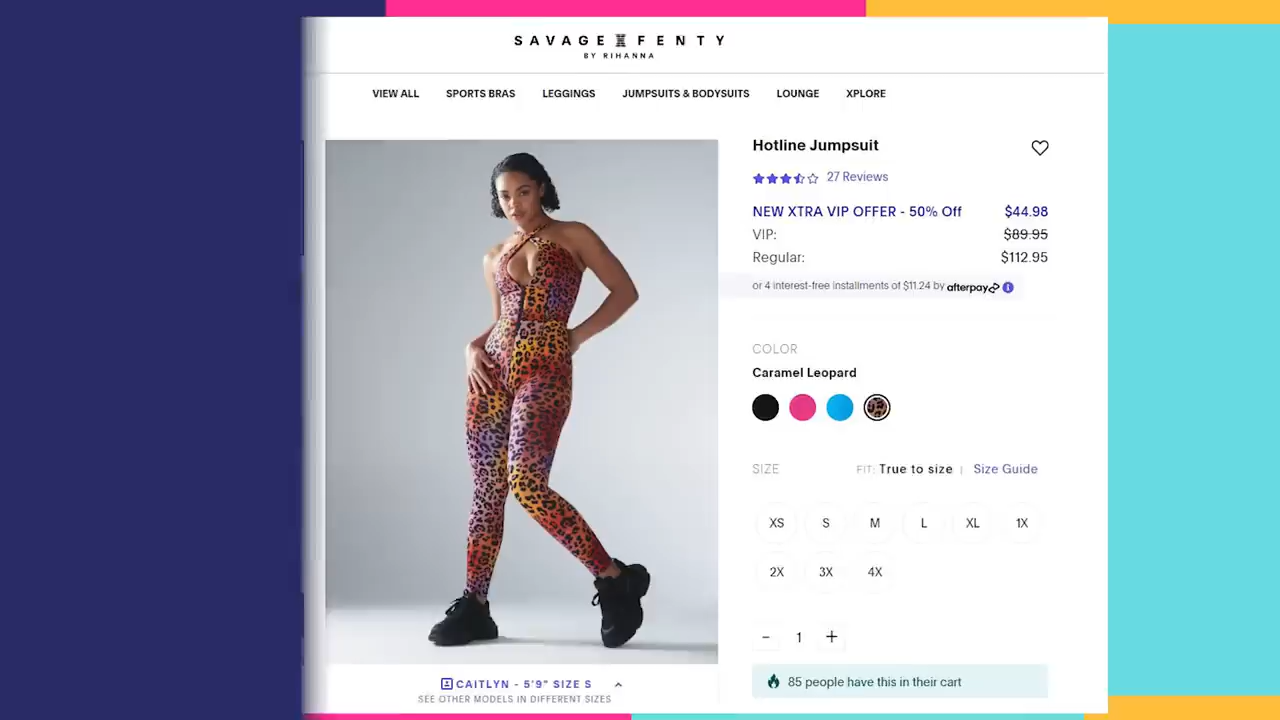 SAVAGE X FENTY
BY RIHANNA
VIEW ALL SPORTS BRAS LEGGINGS JUMPSUITS & BODYSUITS LOUNGE XPLORE
Hotline Jumpsuit
27 Reviews
NEW XTRA VIP OFFER - 50% Off $44.98
VIP: $89.95
Regular: $112.95
or 4 interest-free installments of $11.24 by afterpay i
COLOR
Caramel Leopard
SIZE FIT: True to size | Size Guide
XS S M L XL 1X
2X 3X 4X
- 1 +
85 people have this in their cart
CAITLYN - 5'9" SIZE S
SEE OTHER MODELS IN DIFFERENT SIZES